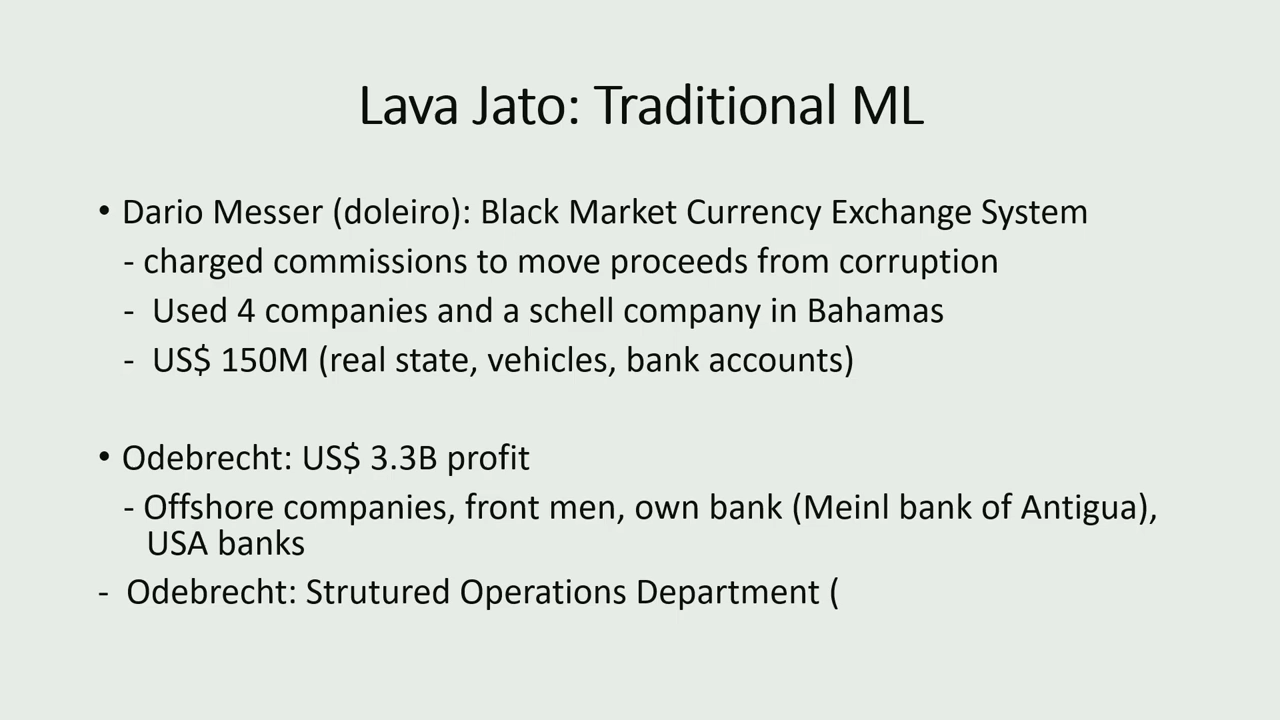 Lava Jato: Traditional ML
• Dario Messer (doleiro): Black Market Currency Exchange System
- charged commissions to move proceeds from corruption
- Used 4 companies and a schell company in Bahamas
- US$ 150M (real state, vehicles, bank accounts)
• Odebrecht: US$ 3.3B profit
- Offshore companies, front men, own bank (Meinl bank of Antigua),
USA banks
- Odebrecht: Strutured Operations Department (